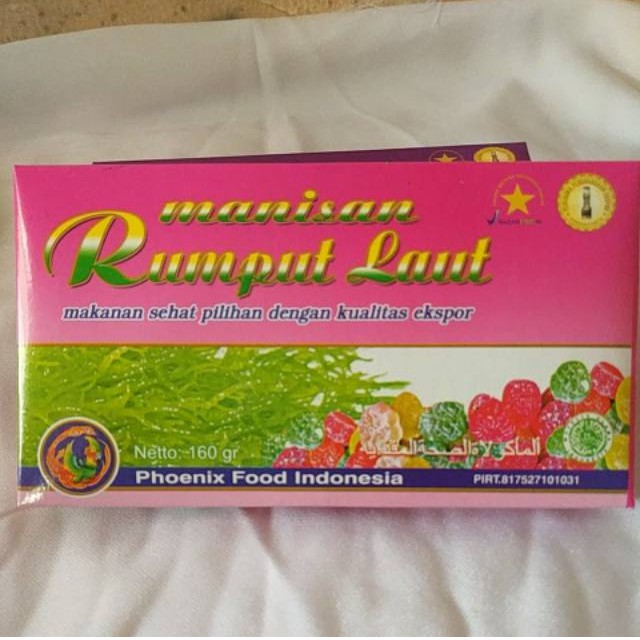 manisan
Rumput Laut
makanan sehat pilihan dengan kualitas ekspor
Netto: 160 gr
Phoenix Food Indonesia
PIRT.817527101031